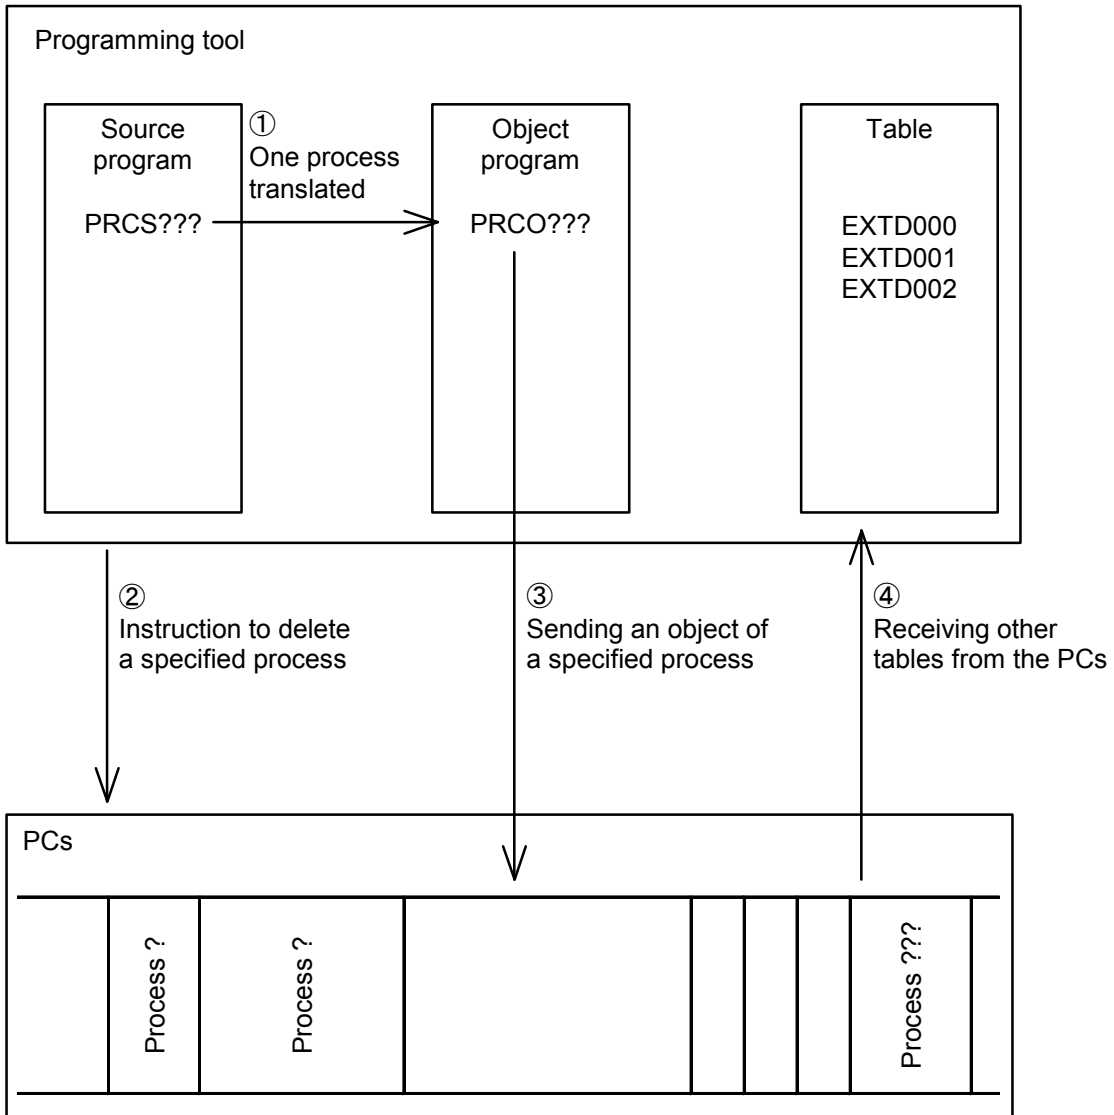 Programming tool
Source
program
PRCS???
①
One process
translated
Object
program
PRCO???
Table
EXTD000
EXTD001
EXTD002
②
Instruction to delete
a specified process
③
Sending an object of
a specified process
④
Receiving other
tables from the PCs
PCs
Process ?
Process ?
Process ???